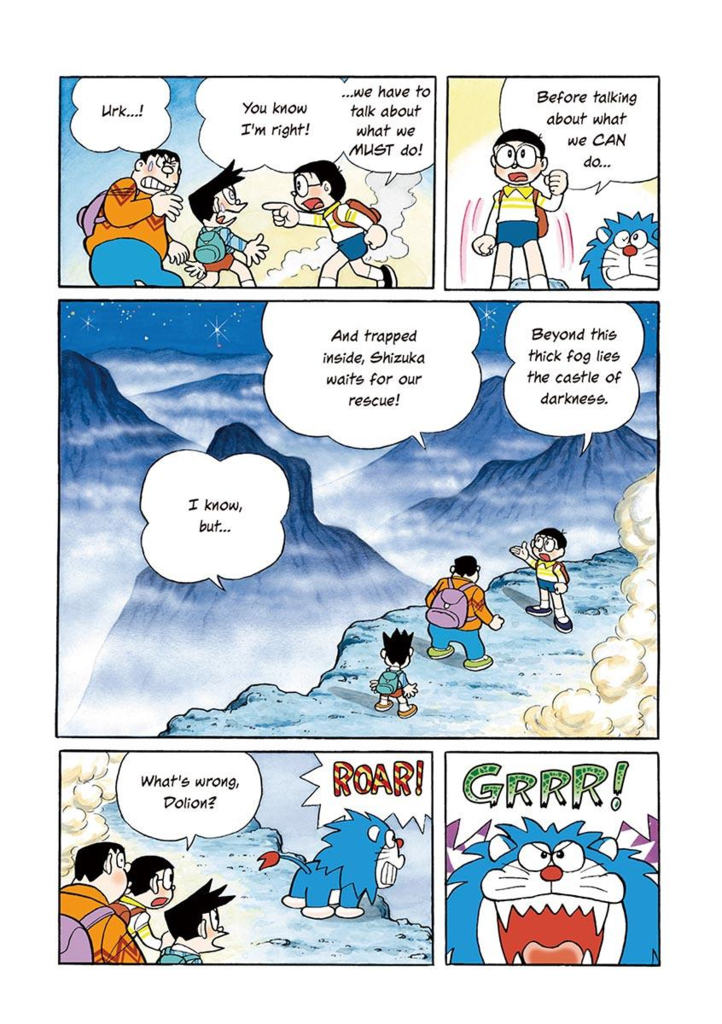 Before talking
about what
we CAN
do...
...we have to
talk about
what we
MUST do!
You know
I'm right!
Urk...!
Beyond this
thick fog lies
the castle of
darkness.
And trapped
inside, Shizuka
waits for our
rescue!
I know,
but...
GRRR!
ROAR!
What's wrong,
Dolion?